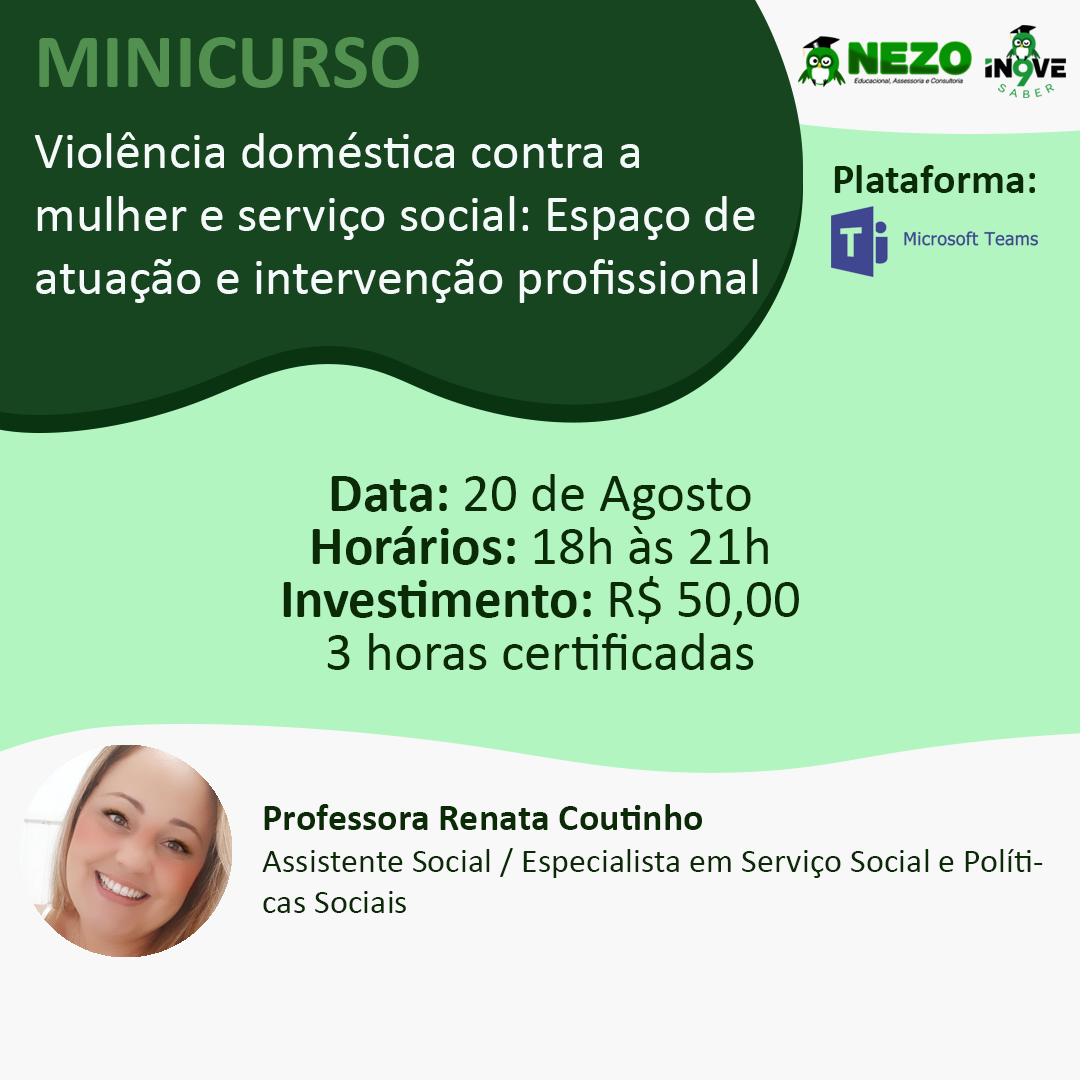 MINICURSO
Violência doméstica contra a
mulher e serviço social: Espaço de
atuação e intervenção profissional
NEZO
Educacional, Assessoria e Consultoria
iN9VE
SABER
Plataforma:
T
Microsoft Teams
Data: 20 de Agosto
Horários: 18h às 21h
Investimento: R$ 50,00
3 horas certificadas
Professora Renata Coutinho
Assistente Social / Especialista em Serviço Social e Políti-
cas Sociais